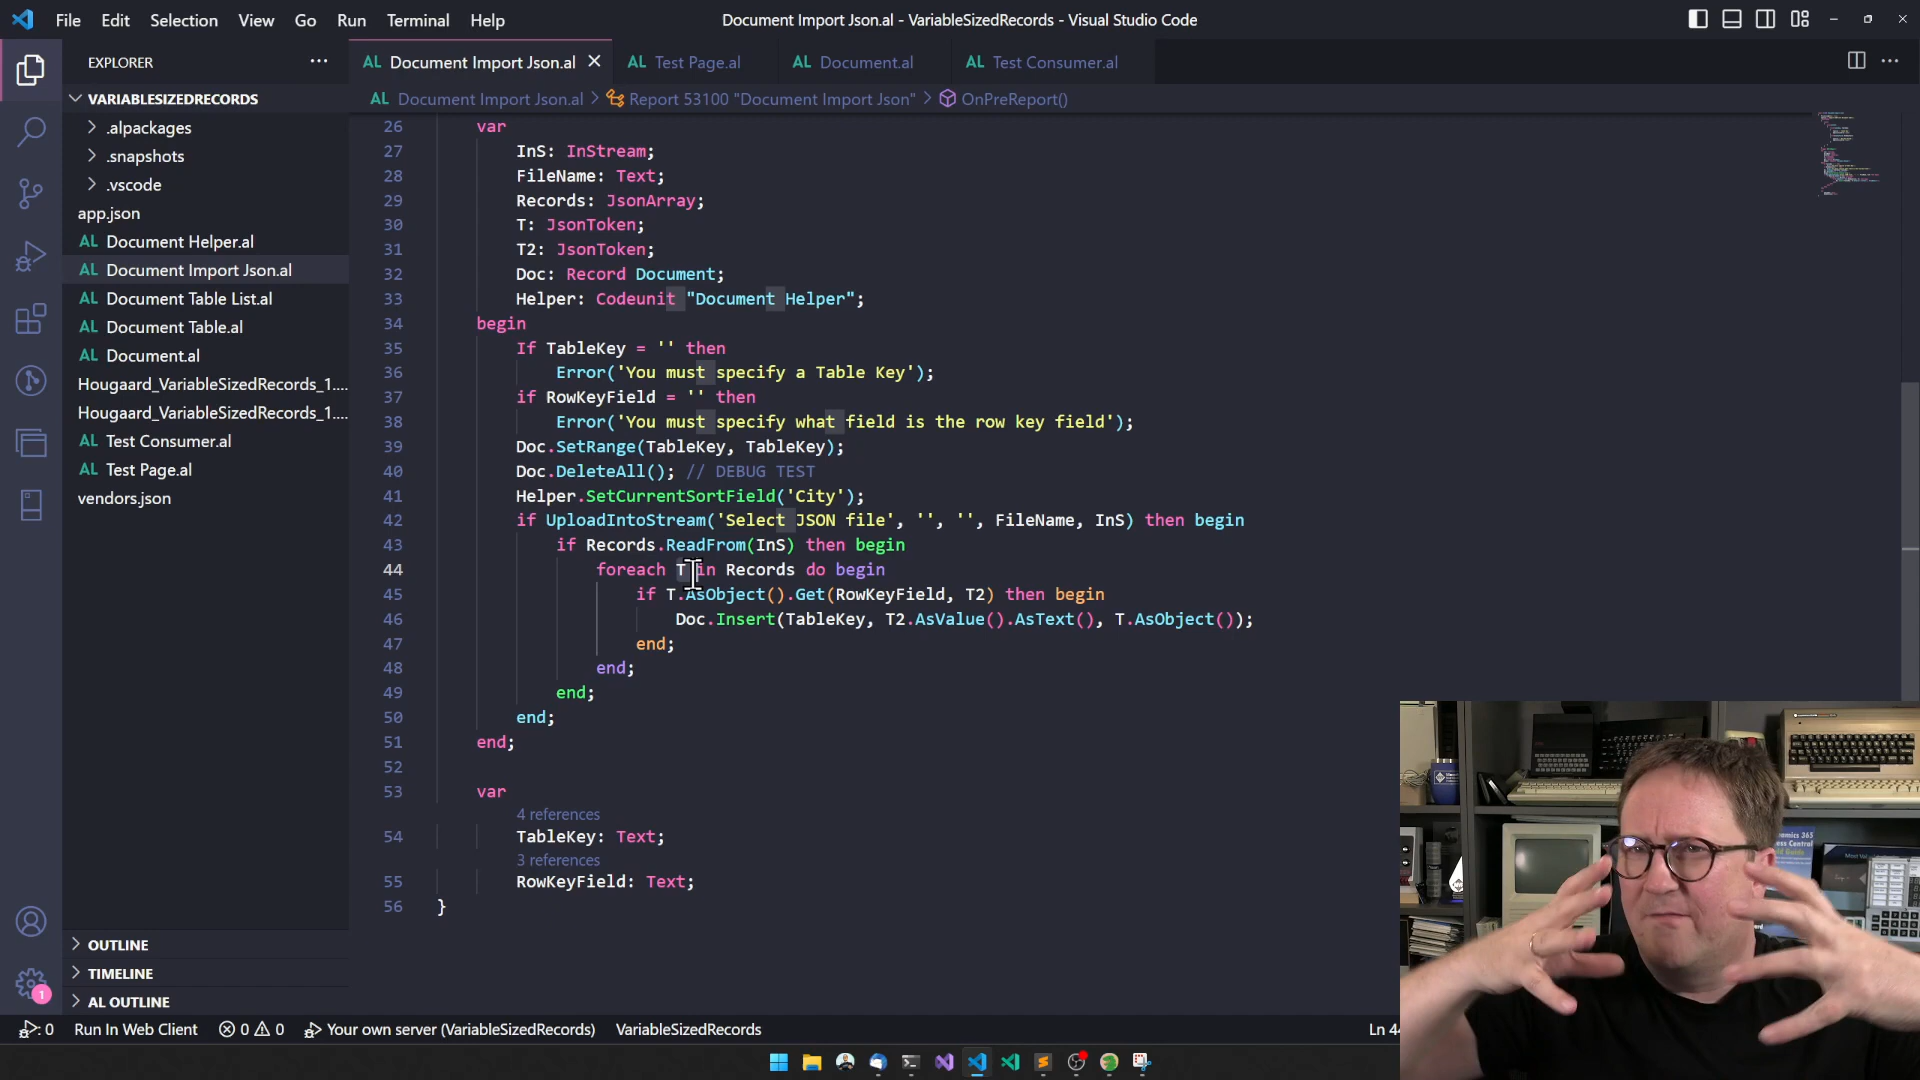 File Edit Selection View Go Run Terminal Help
Document Import Json.al - VariableSizedRecords - Visual Studio Code
EXPLORER
VARIABLESIZEDRECORDS
.alpackages
.snapshots
.vscode
app.json
AL Document Helper.al
AL Document Import Json.al
AL Document Table List.al
AL Document Table.al
AL Document.al
Hougaard_VariableSizedRecords_1....
Hougaard_VariableSizedRecords_1....
AL Test Consumer.al
AL Test Page.al
vendors.json
OUTLINE
TIMELINE
AL OUTLINE
1
AL Document Import Json.al
AL Test Page.al
AL Document.al
AL Test Consumer.al
AL Document Import Json.al > Report 53100 "Document Import Json" > OnPreReport()
26 var
27 InS: InStream;
28 FileName: Text;
29 Records: JsonArray;
30 T: JsonToken;
31 T2: JsonToken;
32 Doc: Record Document;
33 Helper: Codeunit "Document Helper";
34 begin
35 If TableKey = '' then
36 Error('You must specify a Table Key');
37 if RowKeyField = '' then
38 Error('You must specify what field is the row key field');
39 Doc.SetRange(TableKey, TableKey);
40 Doc.DeleteAll(); // DEBUG TEST
41 Helper.SetCurrentSortField('City');
42 if UploadIntoStream('Select JSON file', '', '', FileName, InS) then begin
43 if Records.ReadFrom(InS) then begin
44 foreach T in Records do begin
45 if T.AsObject().Get(RowKeyField, T2) then begin
46 Doc.Insert(TableKey, T2.AsValue().AsText(), T.AsObject());
47 end;
48 end;
49 end;
50 end;
51 end;
52
53 var
4 references
54 TableKey: Text;
3 references
55 RowKeyField: Text;
56 }
0 Run In Web Client 0 0 Your own server (VariableSizedRecords) VariableSizedRecords
Ln 44